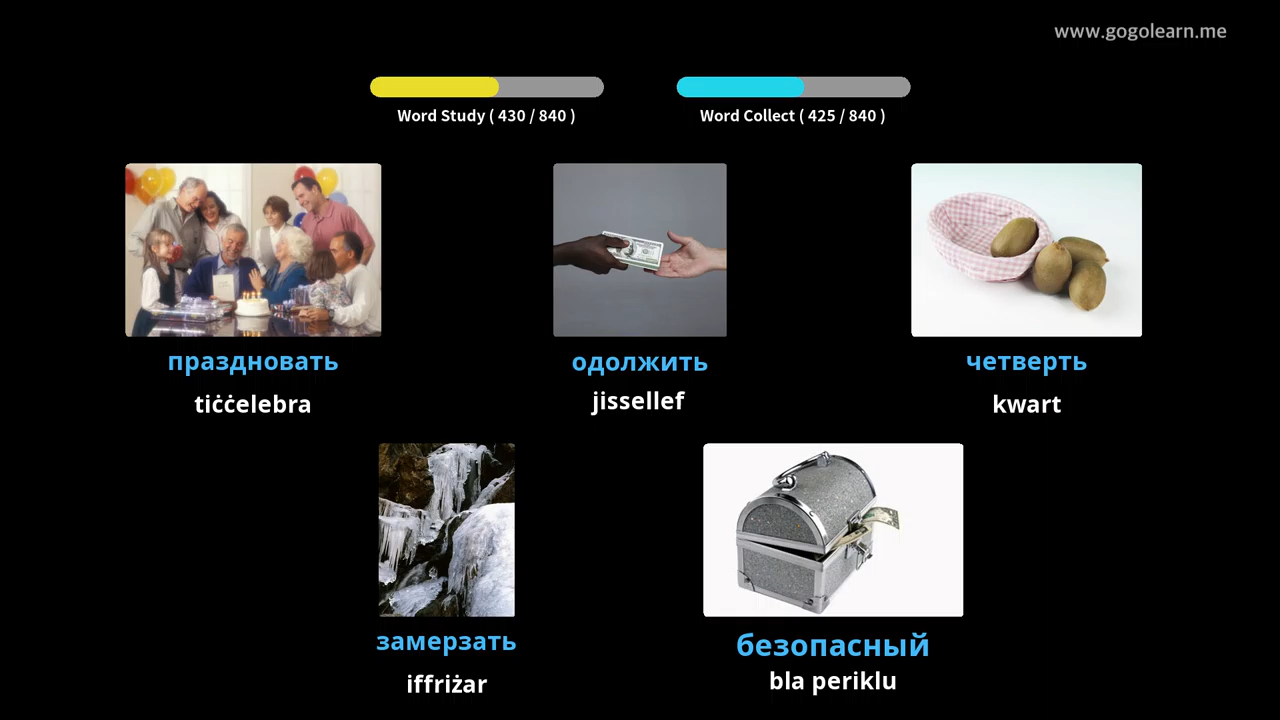 www.gogolearn.me
Word Study ( 430 / 840 )
Word Collect ( 425 / 840 )
праздновать
tiċċelebra
одолжить
jissellef
четверть
kwart
замерзать
iffriżar
безопасный
bla periklu